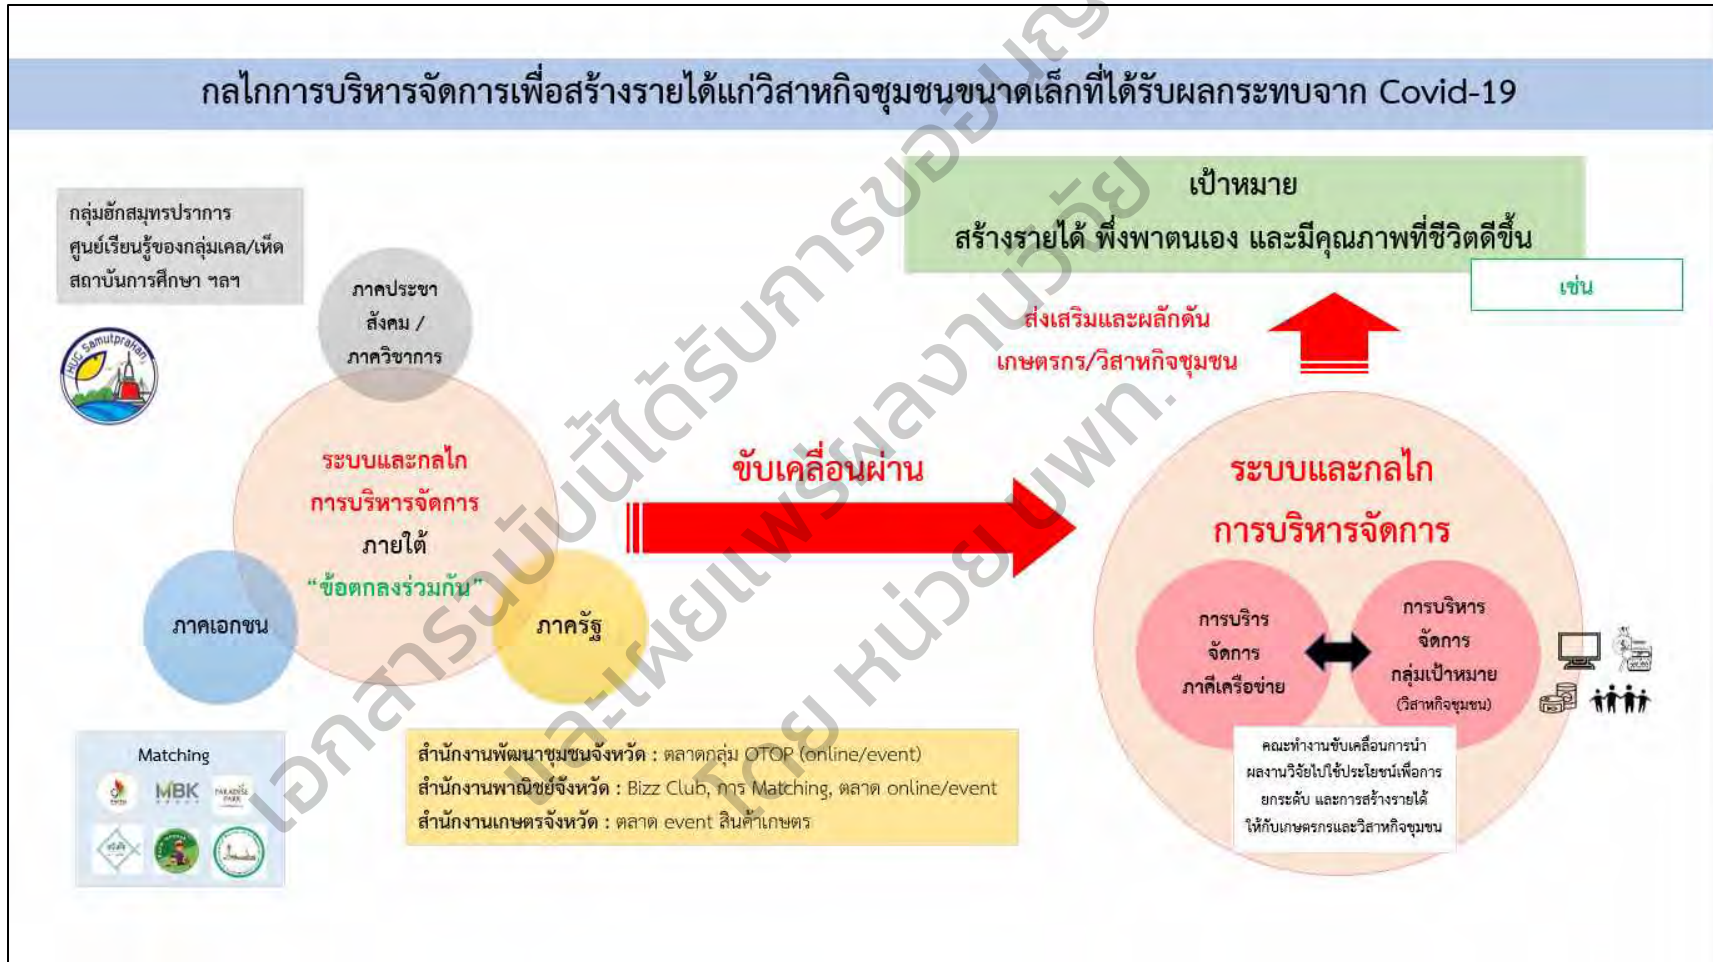 กลไกการบริหารจัดการเพื่อสร้างรายได้แก่วิสาหกิจชุมชนขนาดเล็กที่ได้รับผลกระทบจาก Covid-19
กลุ่มฮักสมุทรปราการ
ศูนย์เรียนรู้ของกลุ่มเคล/เห็ด
สถาบันการศึกษา ฯลฯ
HUG Samutprakan
ภาคประชา
สังคม /
ภาควิชาการ
ระบบและกลไก
การบริหารจัดการ
ภายใต้
“ข้อตกลงร่วมกัน”
ภาคเอกชน
ภาครัฐ
Matching
MBK
PARADISE
PARK
สำนักงานพัฒนาชุมชนจังหวัด : ตลาดกลุ่ม OTOP (online/event)
สำนักงานพาณิชย์จังหวัด : Bizz Club, การ Matching, ตลาด online/event
สำนักงานเกษตรจังหวัด : ตลาด event สินค้าเกษตร
ขับเคลื่อนผ่าน
เป้าหมาย
สร้างรายได้ พึ่งพาตนเอง และมีคุณภาพที่ชีวิตดีขึ้น
เช่น
ส่งเสริมและผลักดัน
เกษตรกร/วิสาหกิจชุมชน
ระบบและกลไก
การบริหารจัดการ
การบริาร
จัดการ
ภาคีเครือข่าย
การบริหาร
จัดการ
กลุ่มเป้าหมาย
(วิสาหกิจชุมชน)
คณะทำงานขับเคลื่อนการนำ
ผลงานวิจัยไปใช้ประโยชน์เพื่อการ
ยกระดับ และการสร้างรายได้
ให้กับเกษตรกรและวิสาหกิจชุมชน
เอกสารฉบับนี้ได้รับการขออนุญ
และเผยแพร่ผลงานวิจัย
โดย หน่วย บพท.